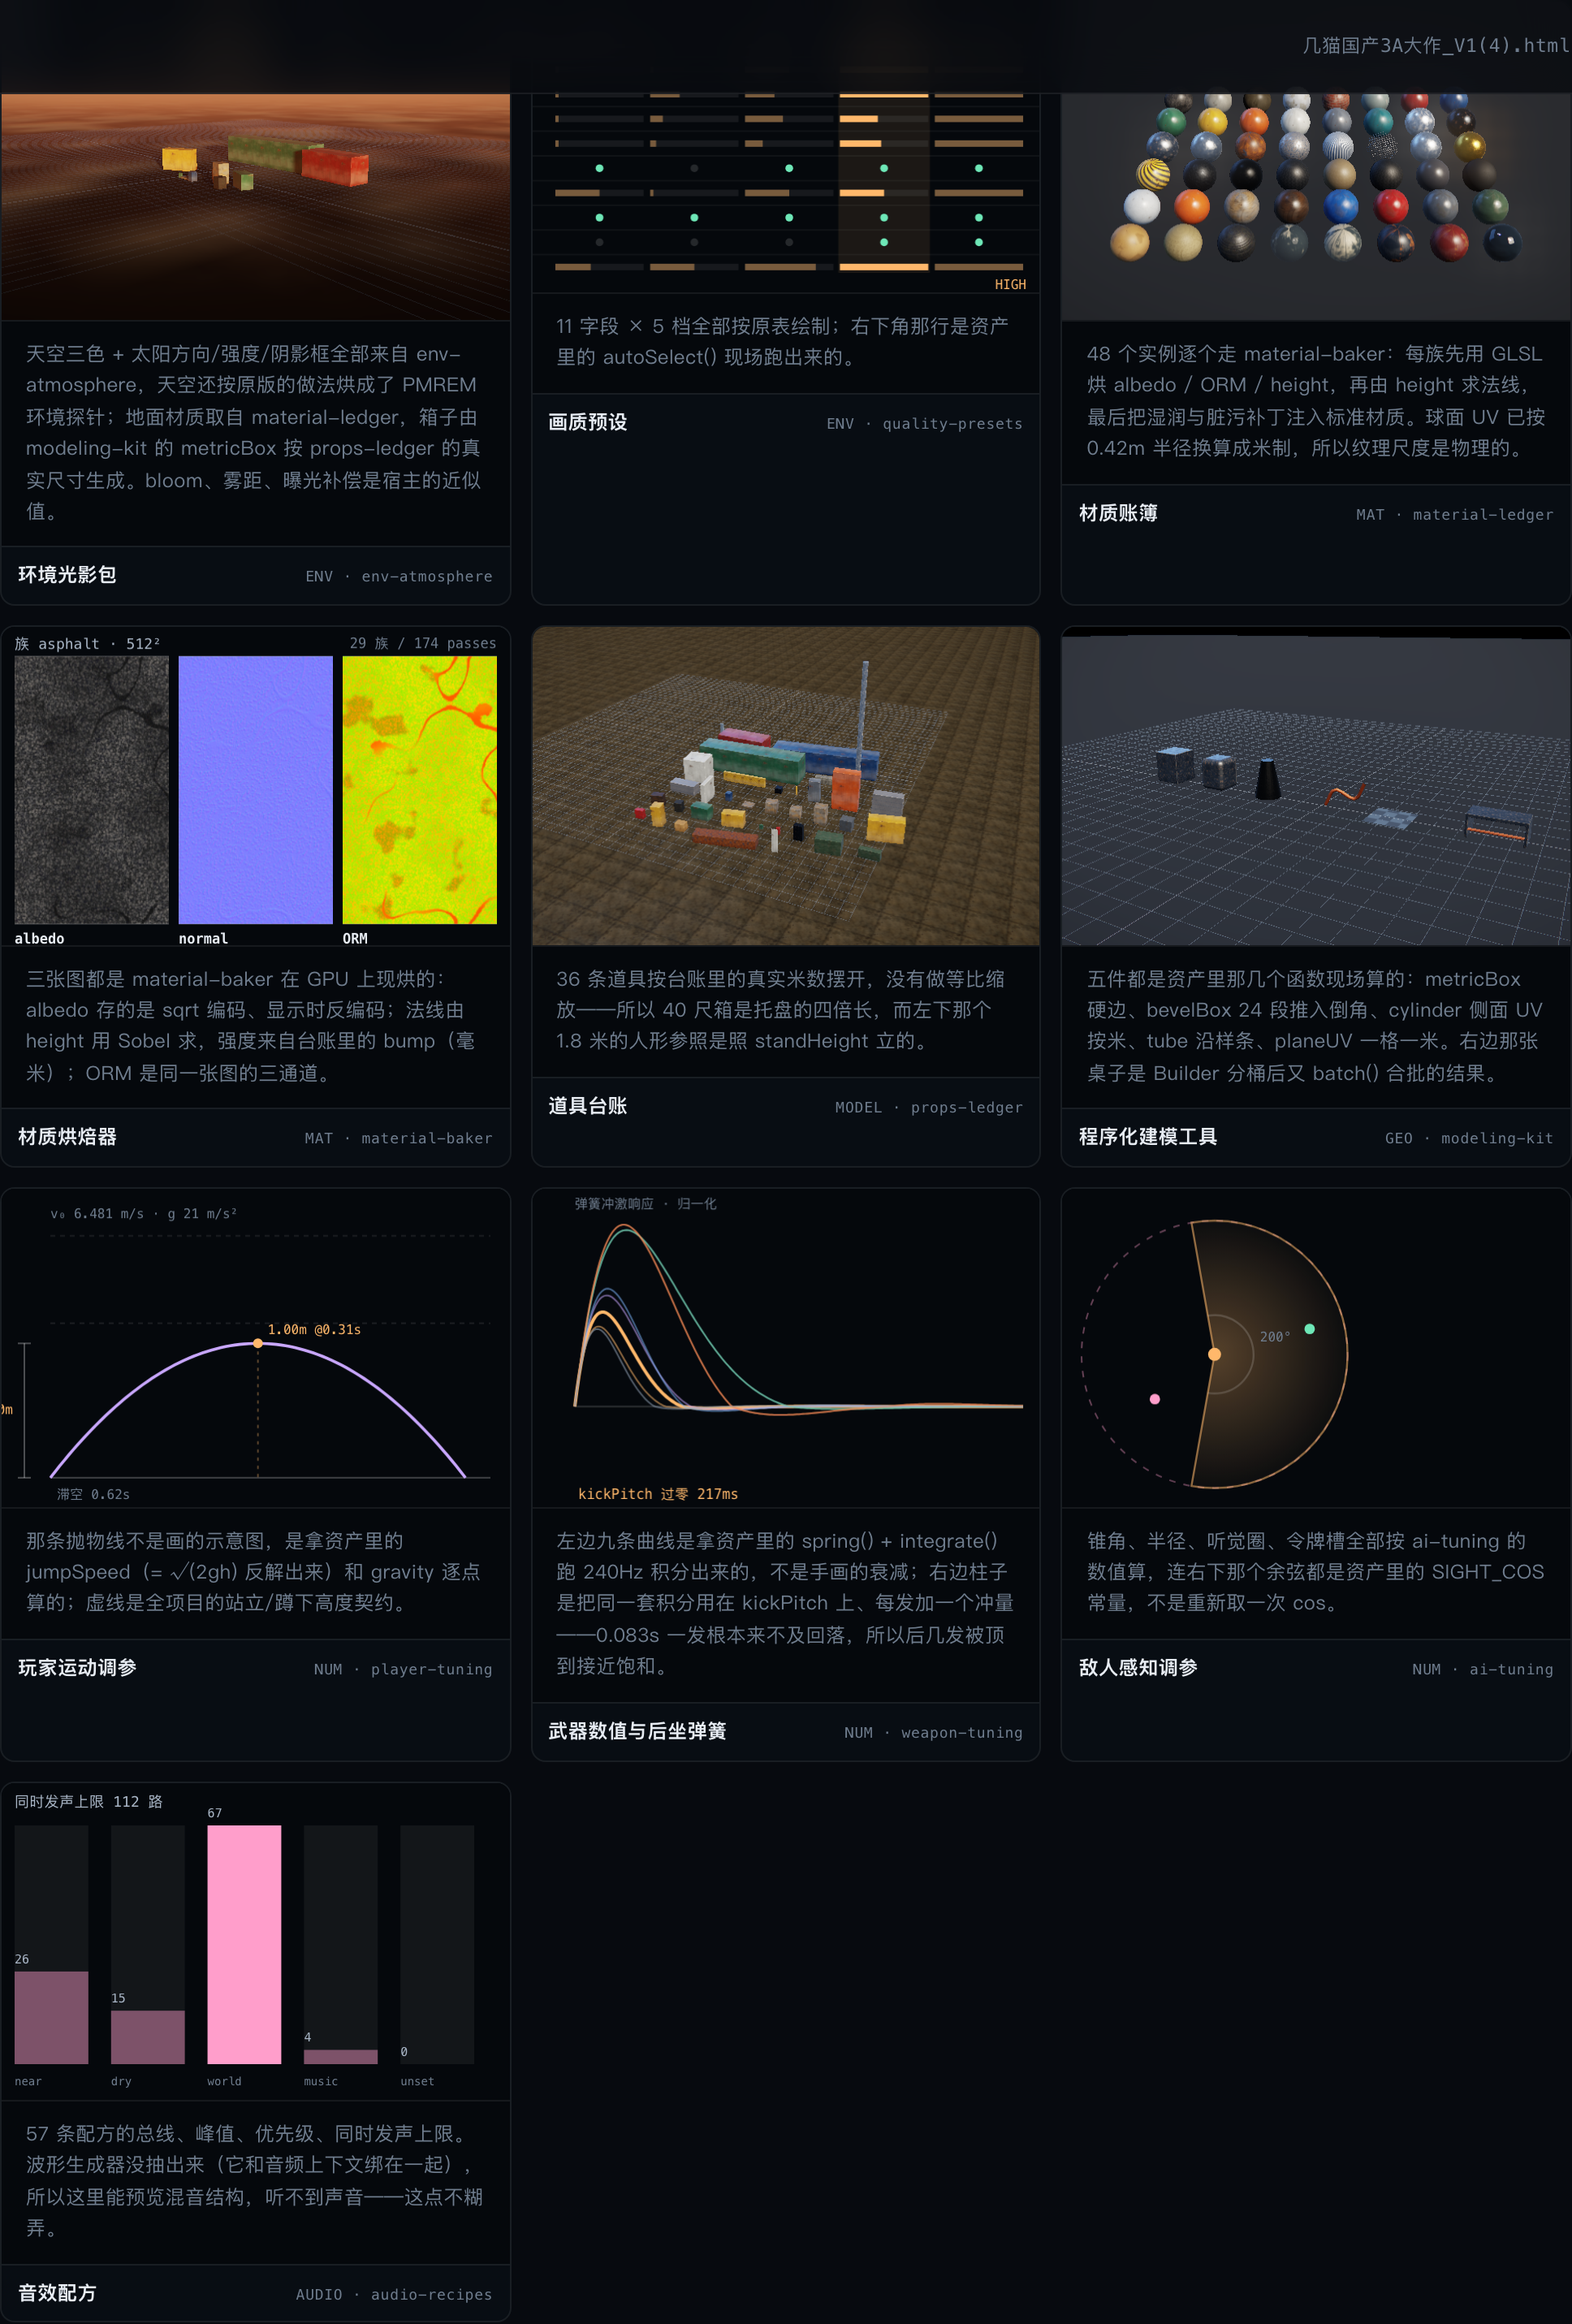 几猫国产3A大作_V1(4).html
天空三色 + 太阳方向/强度/阴影框全部来自 env-
atmosphere，天空还按原版的做法烘成了 PMREM
环境探针；地面材质取自 material-ledger，箱子由
modeling-kit 的 metricBox 按 props-ledger 的真
实尺寸生成。bloom、雾距、曝光补偿是宿主的近似
值。
环境光影包
ENV · env-atmosphere
HIGH
11 字段 × 5 档全部按原表绘制；右下角那行是资产
里的 autoSelect() 现场跑出来的。
画质预设
ENV · quality-presets
48 个实例逐个走 material-baker：每族先用 GLSL
烘 albedo / ORM / height，再由 height 求法线，
最后把湿润与脏污补丁注入标准材质。球面 UV 已按
0.42m 半径换算成米制，所以纹理尺度是物理的。
材质账簿
MAT · material-ledger
族 asphalt · 512²
29 族 / 174 passes
albedo
normal
ORM
三张图都是 material-baker 在 GPU 上现烘的：
albedo 存的是 sqrt 编码、显示时反编码；法线由
height 用 Sobel 求，强度来自台账里的 bump（毫
米）；ORM 是同一张图的三通道。
材质烘焙器
MAT · material-baker
36 条道具按台账里的真实米数摆开，没有做等比缩
放——所以 40 尺箱是托盘的四倍长，而左下那个
1.8 米的人形参照是照 standHeight 立的。
道具台账
MODEL · props-ledger
五件都是资产里那几个函数现场算的：metricBox
硬边、bevelBox 24 段推入倒角、cylinder 侧面 UV
按米、tube 沿样条、planeUV 一格一米。右边那张
桌子是 Builder 分桶后又 batch() 合批的结果。
程序化建模工具
GEO · modeling-kit
v₀ 6.481 m/s · g 21 m/s²
1.00m @0.31s
滞空 0.62s
那条抛物线不是画的示意图，是拿资产里的
jumpSpeed（= √(2gh) 反解出来）和 gravity 逐点
算的；虚线是全项目的站立/蹲下高度契约。
玩家运动调参
NUM · player-tuning
弹簧冲激响应 · 归一化
kickPitch 过零 217ms
左边九条曲线是拿资产里的 spring() + integrate()
跑 240Hz 积分出来的，不是手画的衰减；右边柱子
是把同一套积分用在 kickPitch 上、每发加一个冲量
——0.083s 一发根本来不及回落，所以后几发被顶
到接近饱和。
武器数值与后坐弹簧
NUM · weapon-tuning
200°
锥角、半径、听觉圈、令牌槽全部按 ai-tuning 的
数值算，连右下那个余弦都是资产里的 SIGHT_COS
常量，不是重新取一次 cos。
敌人感知调参
NUM · ai-tuning
同时发声上限 112 路
26
15
67
4
0
near
dry
world
music
unset
57 条配方的总线、峰值、优先级、同时发声上限。
波形生成器没抽出来（它和音频上下文绑在一起），
所以这里能预览混音结构，听不到声音——这点不糊
弄。
音效配方
AUDIO · audio-recipes